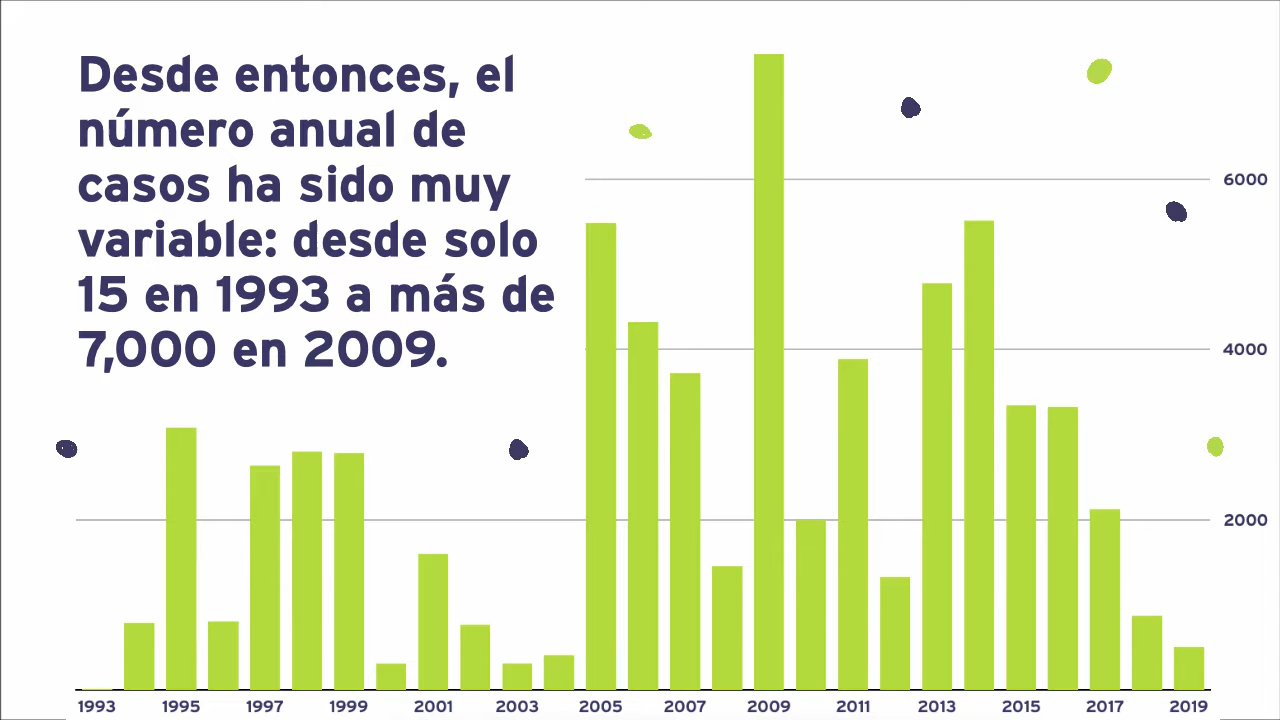 Desde entonces, el
número anual de
casos ha sido muy
variable: desde solo
15 en 1993 a más de
7,000 en 2009.
6000
4000
2000
1993 1995 1997 1999 2001 2003 2005 2007 2009 2011 2013 2015 2017 2019